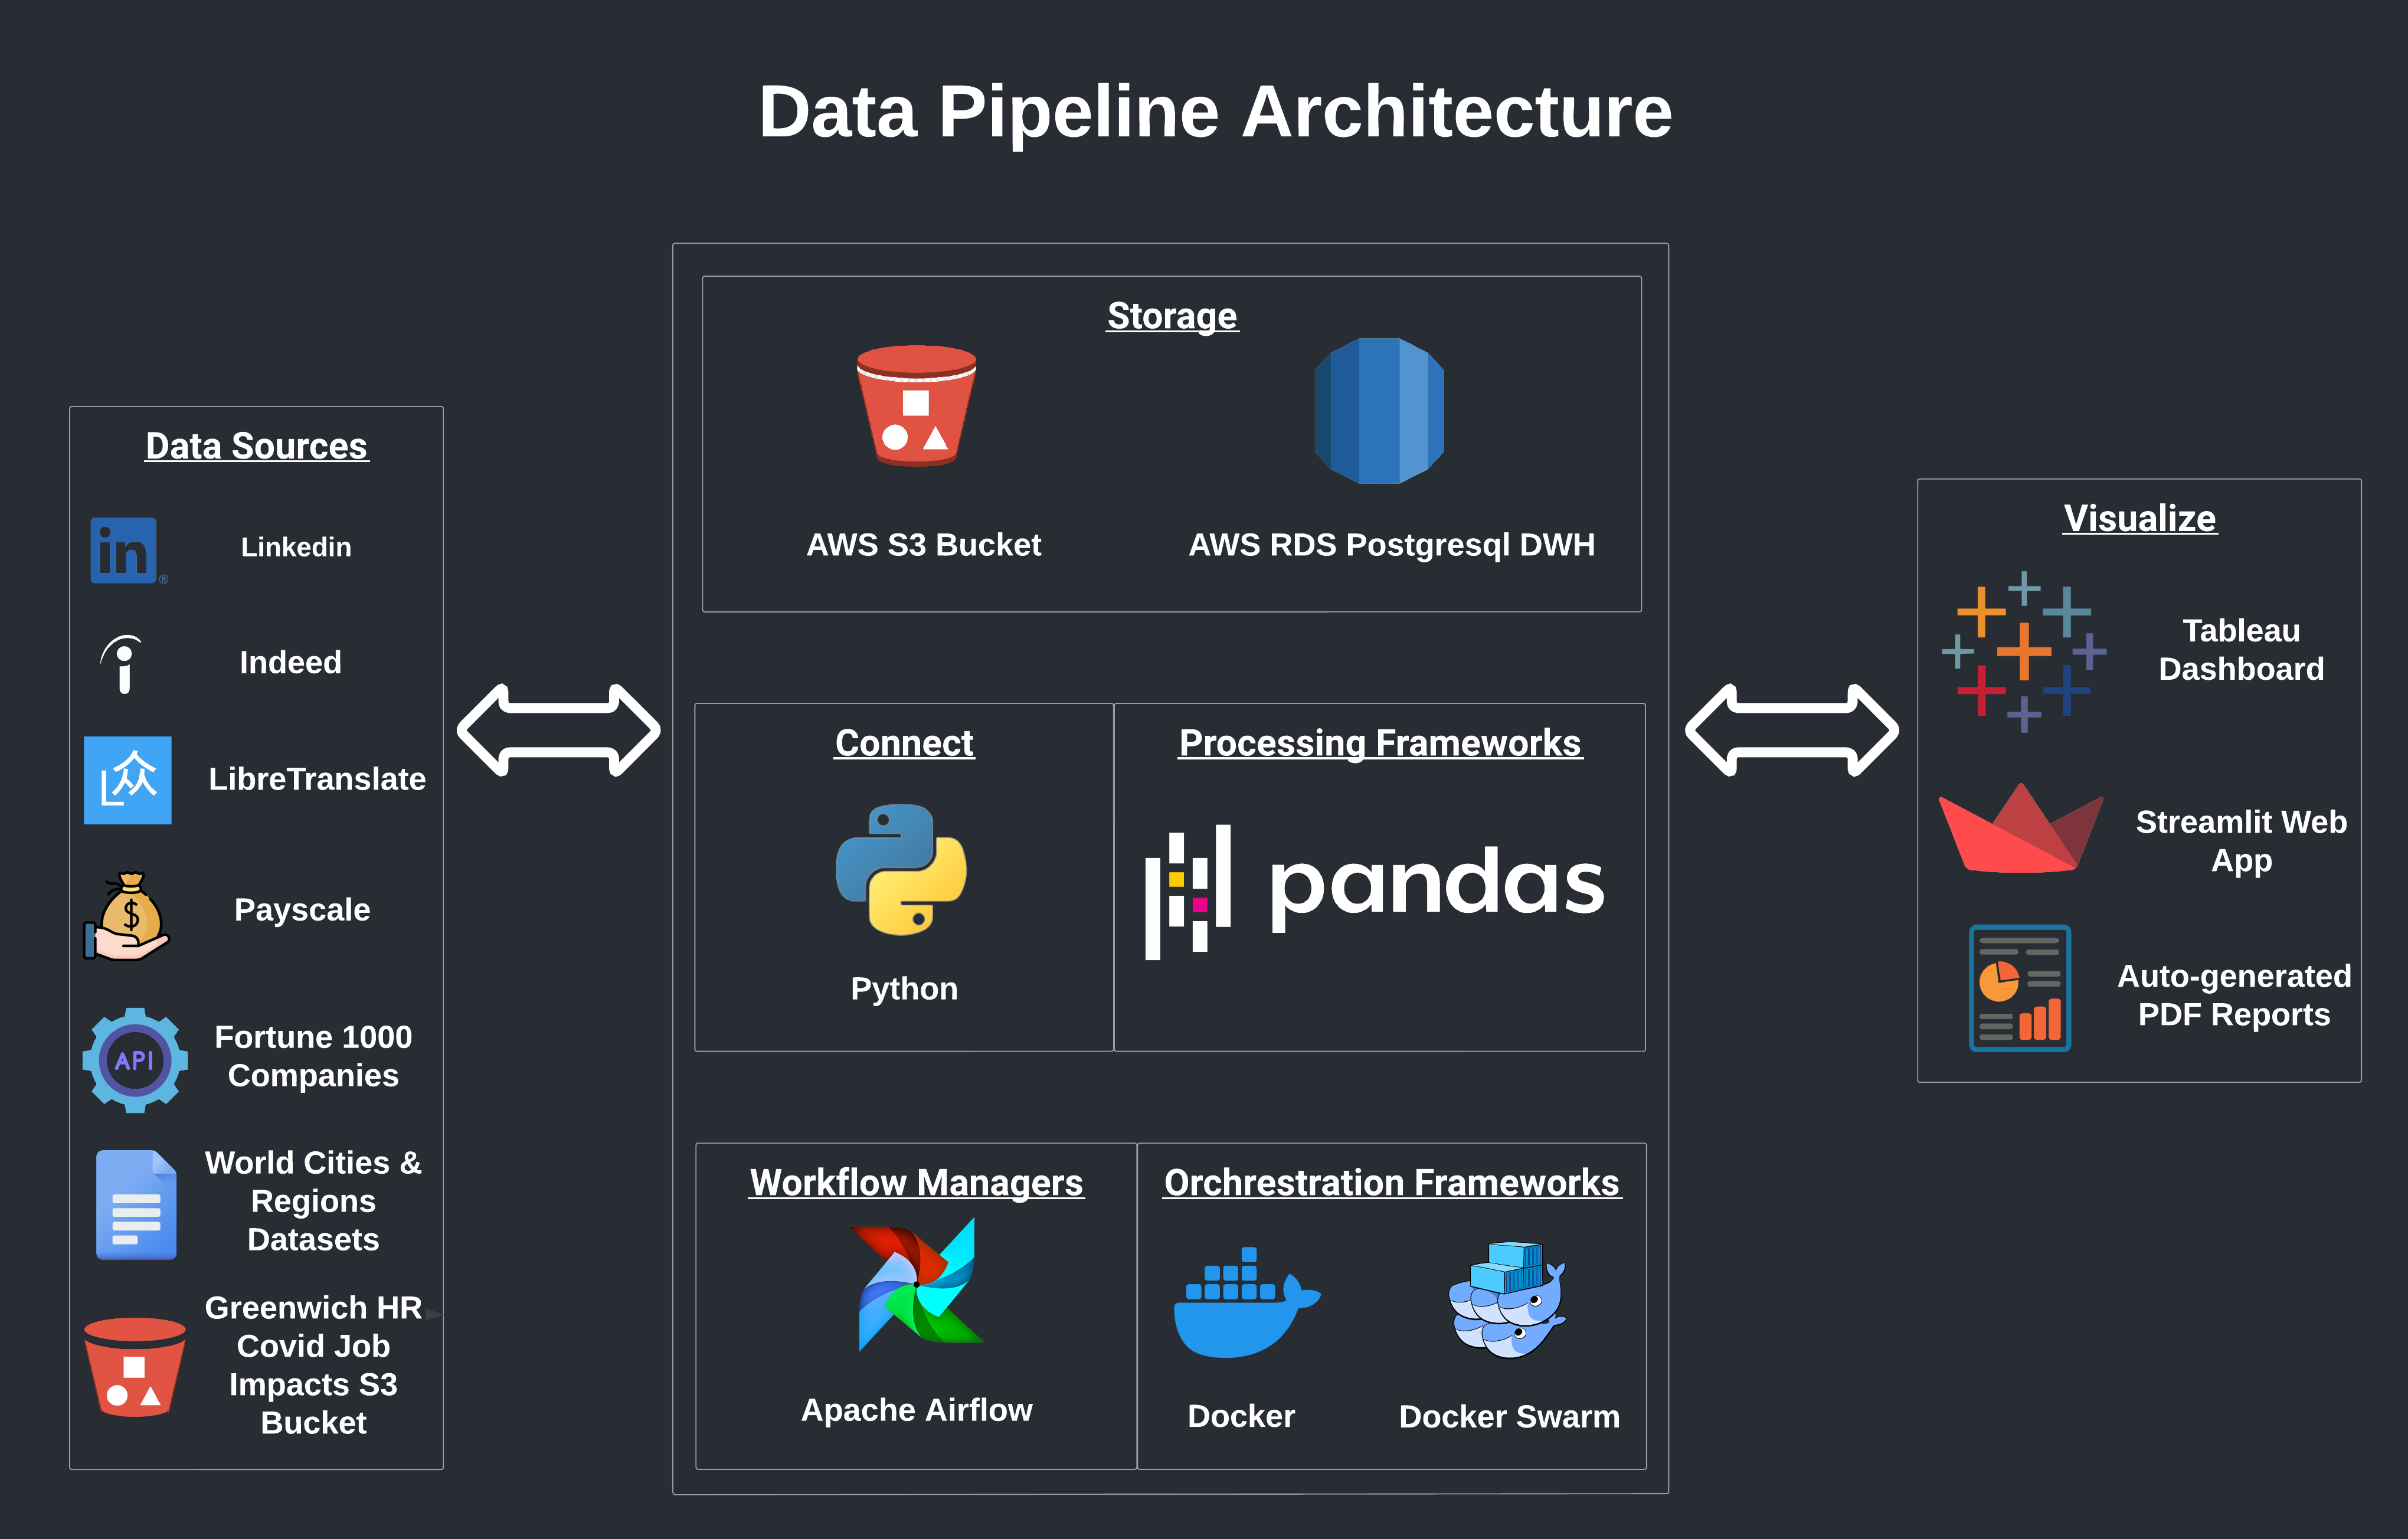 Data Pipeline Architecture
Data Sources
in ®
Linkedin
Indeed
LibreTranslate
$
Payscale
API
Fortune 1000
Companies
World Cities &
Regions
Datasets
Greenwich HR
Covid Job
Impacts S3
Bucket
Storage
AWS S3 Bucket
AWS RDS Postgresql DWH
Connect
Python
Processing Frameworks
pandas
Workflow Managers
Apache Airflow
Orchrestration Frameworks
Docker
Docker Swarm
Visualize
Tableau
Dashboard
Streamlit Web
App
Auto-generated
PDF Reports